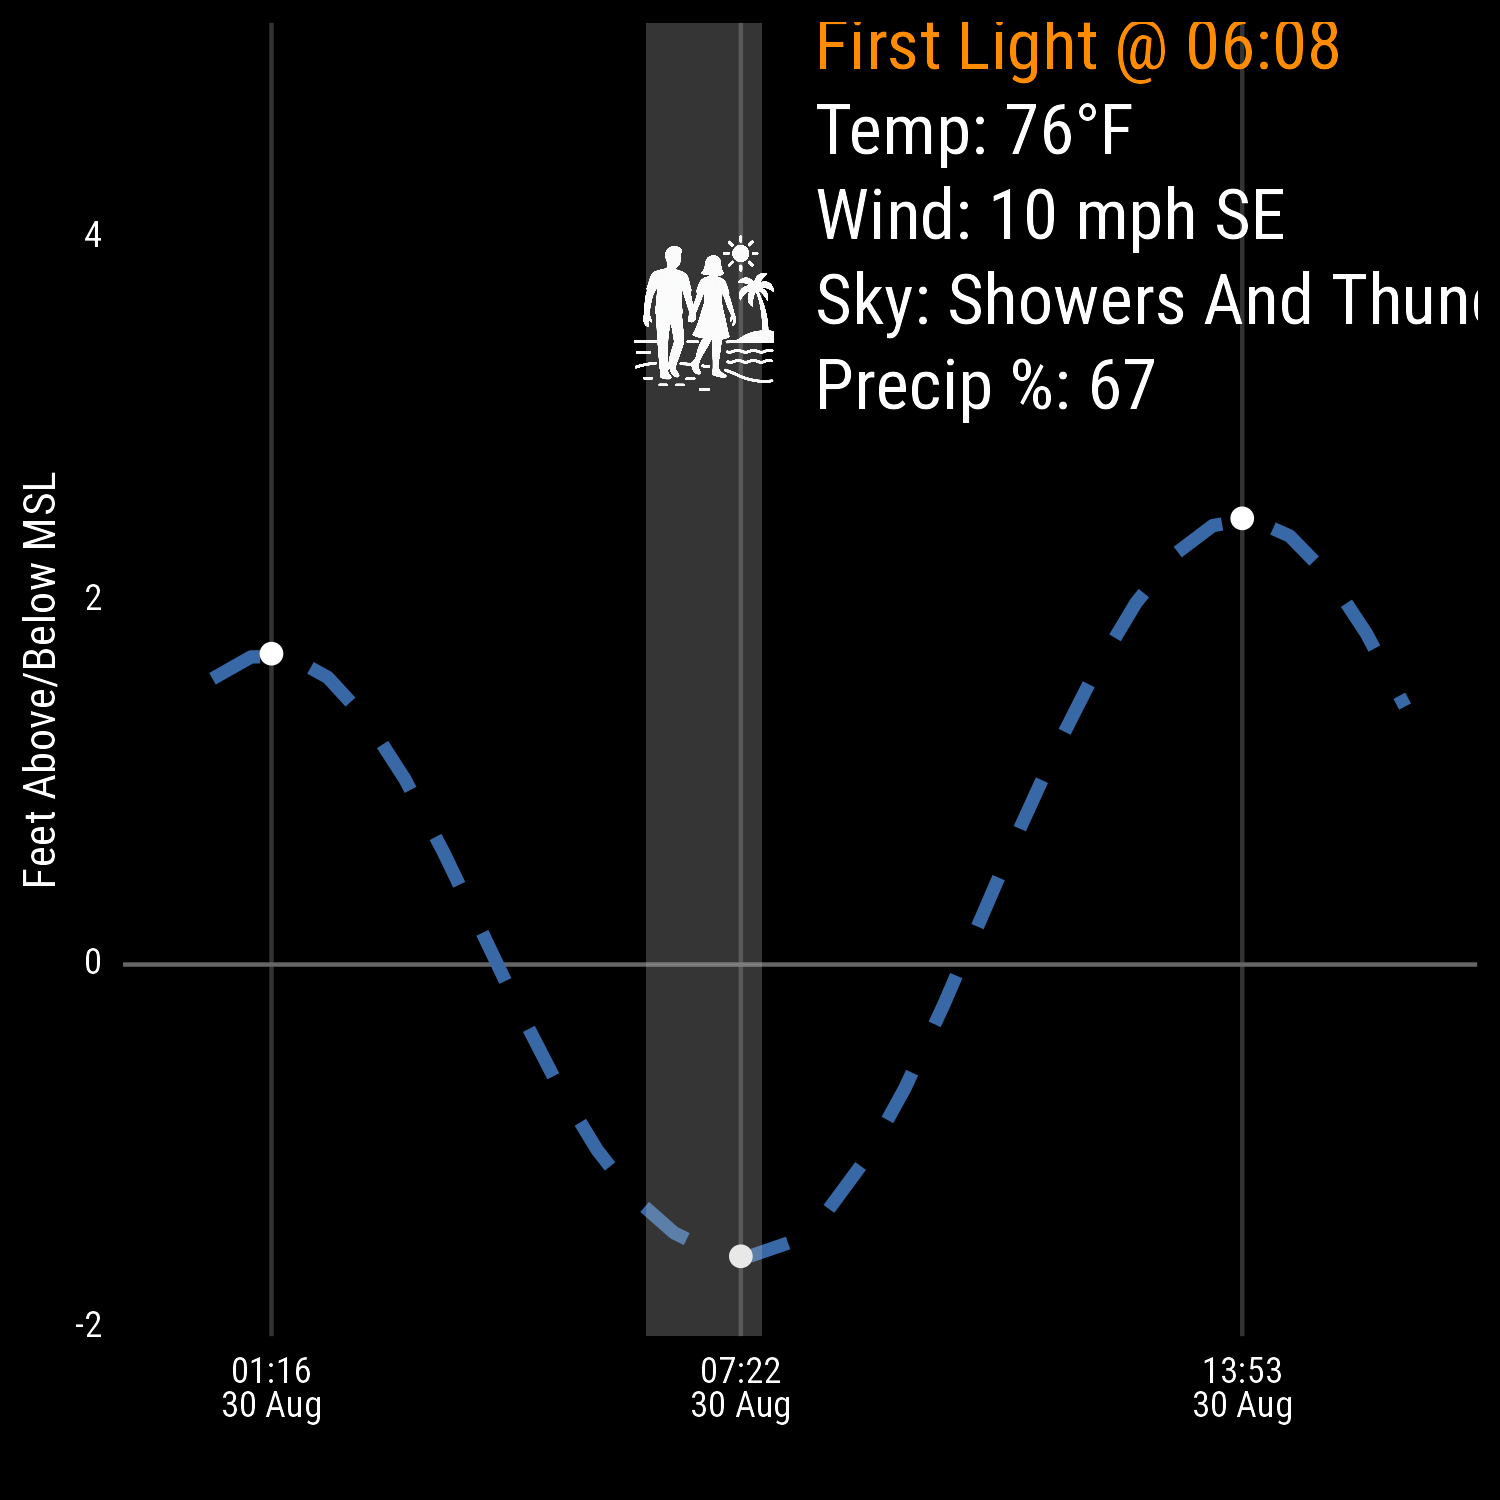 First Light @ 06:08
Temp: 76°F
Wind: 10 mph SE
Sky: Showers And
Precip %: 67
Feet Above/Below MSL
4
2
0
-2
01:16
30 Aug
07:22
30 Aug
13:53
30 Aug